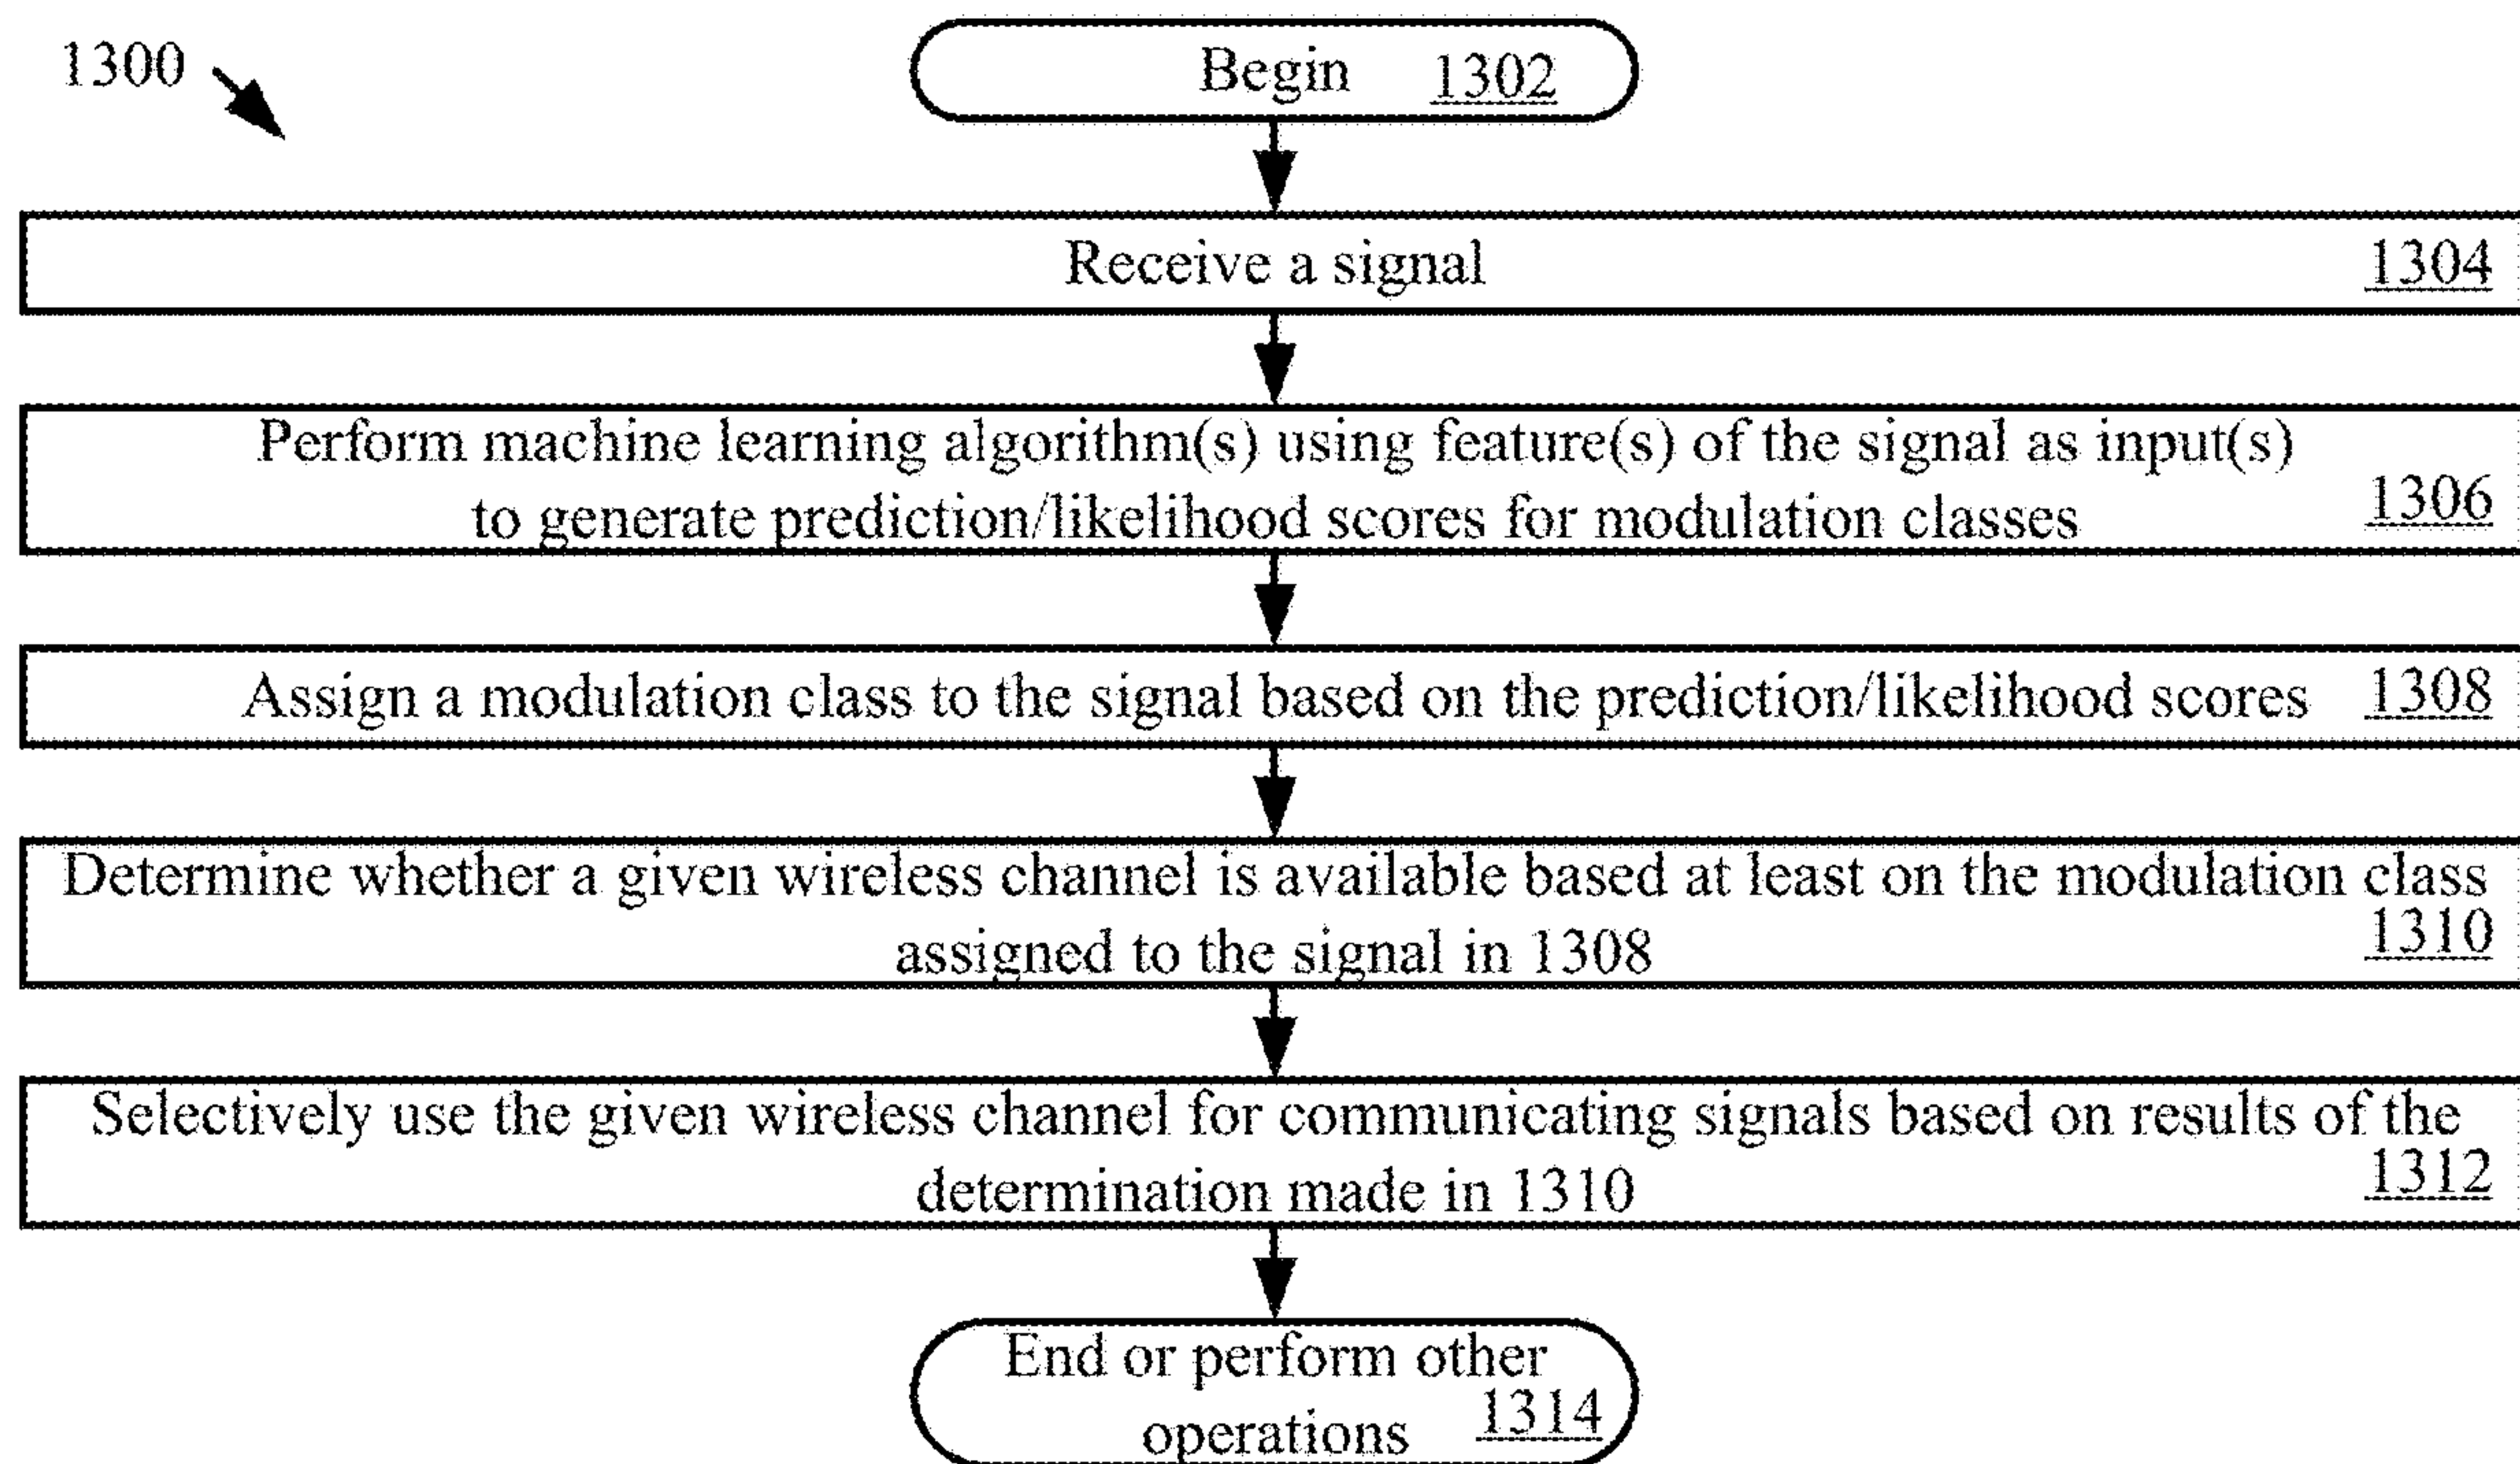 1300
Begin 1302
Receive a signal 1304
Perform machine learning algorithm(s) using feature(s) of the signal as input(s)
to generate prediction/likelihood scores for modulation classes 1306
Assign a modulation class to the signal based on the prediction/likelihood scores 1308
Determine whether a given wireless channel is available based at least on the modulation class
assigned to the signal in 1308 1310
Selectively use the given wireless channel for communicating signals based on results of the
determination made in 1310 1312
End or perform other
operations 1314